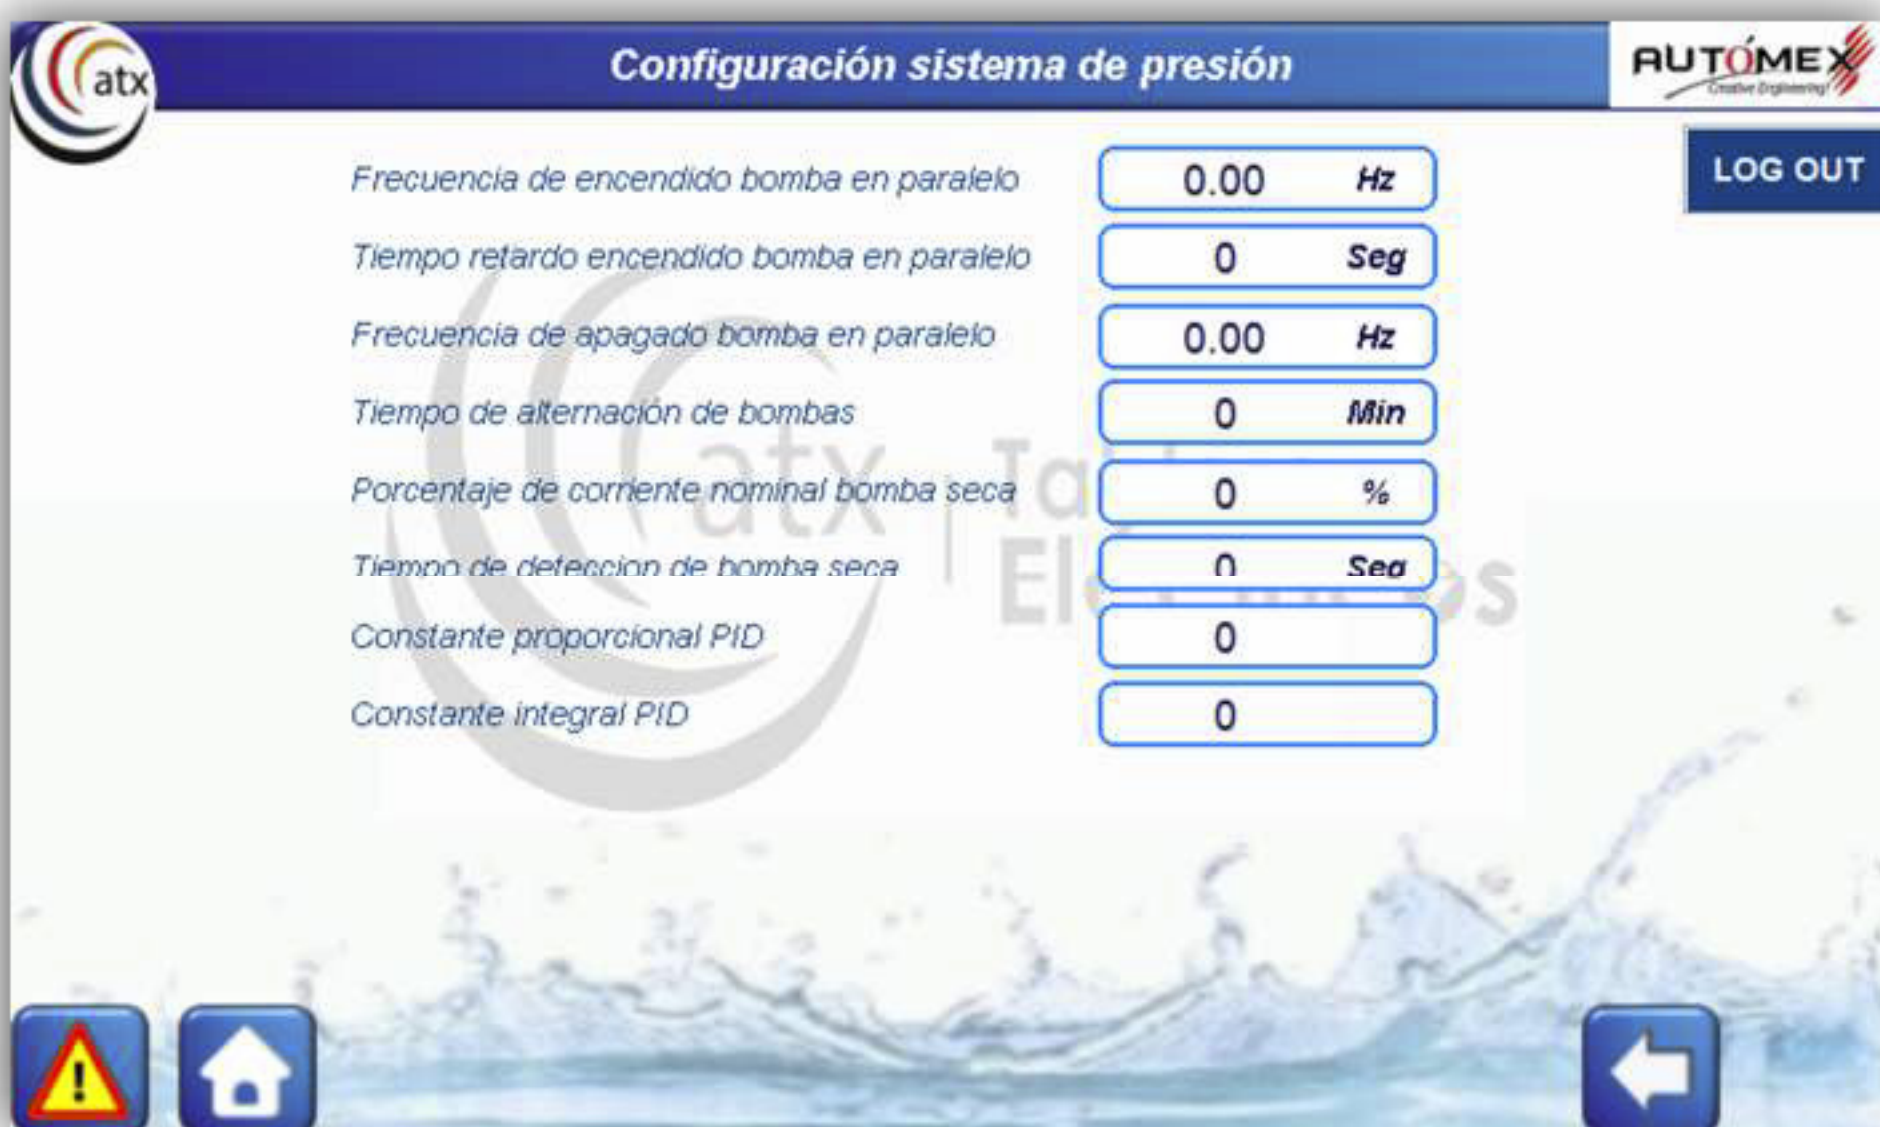 atx
Configuración sistema de presión
AUTÓMEX
Creative Engineering!
LOG OUT
Frecuencia de encendido bomba en paralelo 0.00 Hz
Tiempo retardo encendido bomba en paralelo 0 Seg
Frecuencia de apagado bomba en paralelo 0.00 Hz
Tiempo de alternación de bombas 0 Min
Porcentaje de corriente nominal bomba seca 0 %
Tiempo de deteccion de bomba seca 0 Seg
Constante proporcional PID 0
Constante integral PID 0
atx